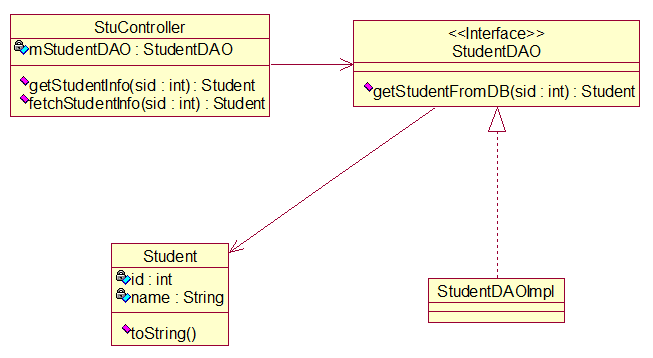 StuController
mStudentDAO : StudentDAO
getStudentInfo(sid : int) : Student
fetchStudentInfo(sid : int) : Student
<<Interface>>
StudentDAO
getStudentFromDB(sid : int) : Student
Student
id : int
name : String
toString()
StudentDAOImpl